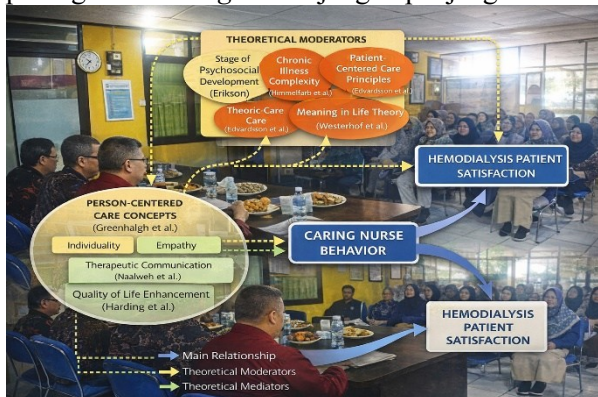 THEORETICAL MODERATORS
Stage of
Psychosocial
Development
(Erikson)
Chronic
Illness
Complexity
(Hemmelfarb et al.)
Patient-
Centered Care
Principles
(Edvardsson et al.)
Theoric-Care
Care
(Edvardsson et al.)
Meaning in Life Theory
(Westerhof et al.)
HEMODIALYSIS PATIENT
SATISFACTION
PERSON-CENTERED
CARE CONCEPTS
(Greenhalgh et al.)
Individuality
Empathy
Therapeutic Communication
(Naalweh et al.)
Quality of Life Enhancement
(Harding et al.)
CARING NURSE
BEHAVIOR
HEMODIALYSIS
PATIENT
SATISFACTION
Main Relationship
Theoretical Moderators
Theoretical Mediators